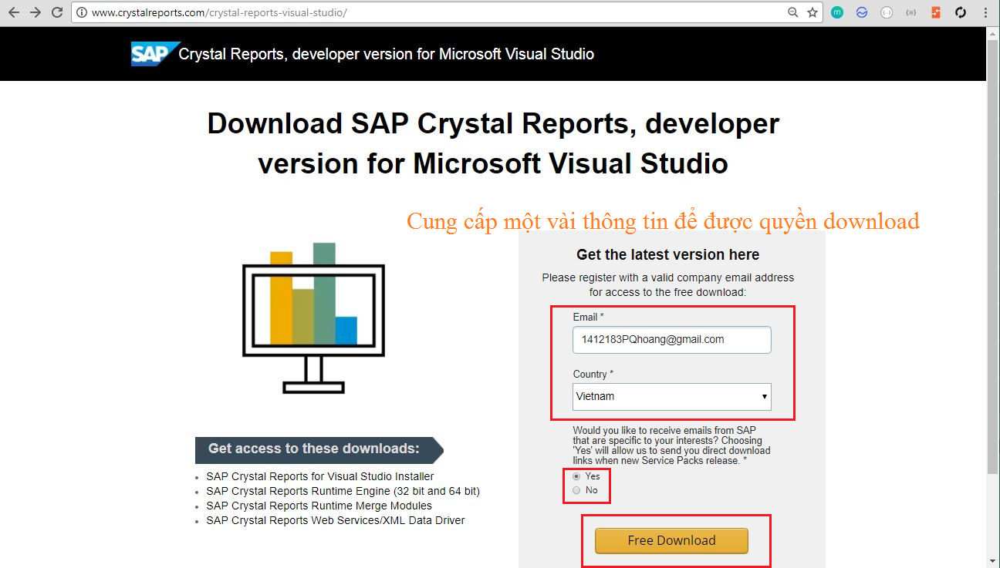 www.crystalreports.com/crystal-reports-visual-studio/
SAP Crystal Reports, developer version for Microsoft Visual Studio
Download SAP Crystal Reports, developer
version for Microsoft Visual Studio
Cung cấp một vài thông tin để được quyền download
Get the latest version here
Please register with a valid company email address
for access to the free download:
Email *
1412183PQhoang@gmail.com
Country *
Vietnam
Would you like to receive emails from SAP
that are specific to your interests? Choosing
'Yes' will allow us to send you direct download
links when new Service Packs release. *
Yes
No
Free Download
Get access to these downloads:
SAP Crystal Reports for Visual Studio Installer
SAP Crystal Reports Runtime Engine (32 bit and 64 bit)
SAP Crystal Reports Runtime Merge Modules
SAP Crystal Reports Web Services/XML Data Driver